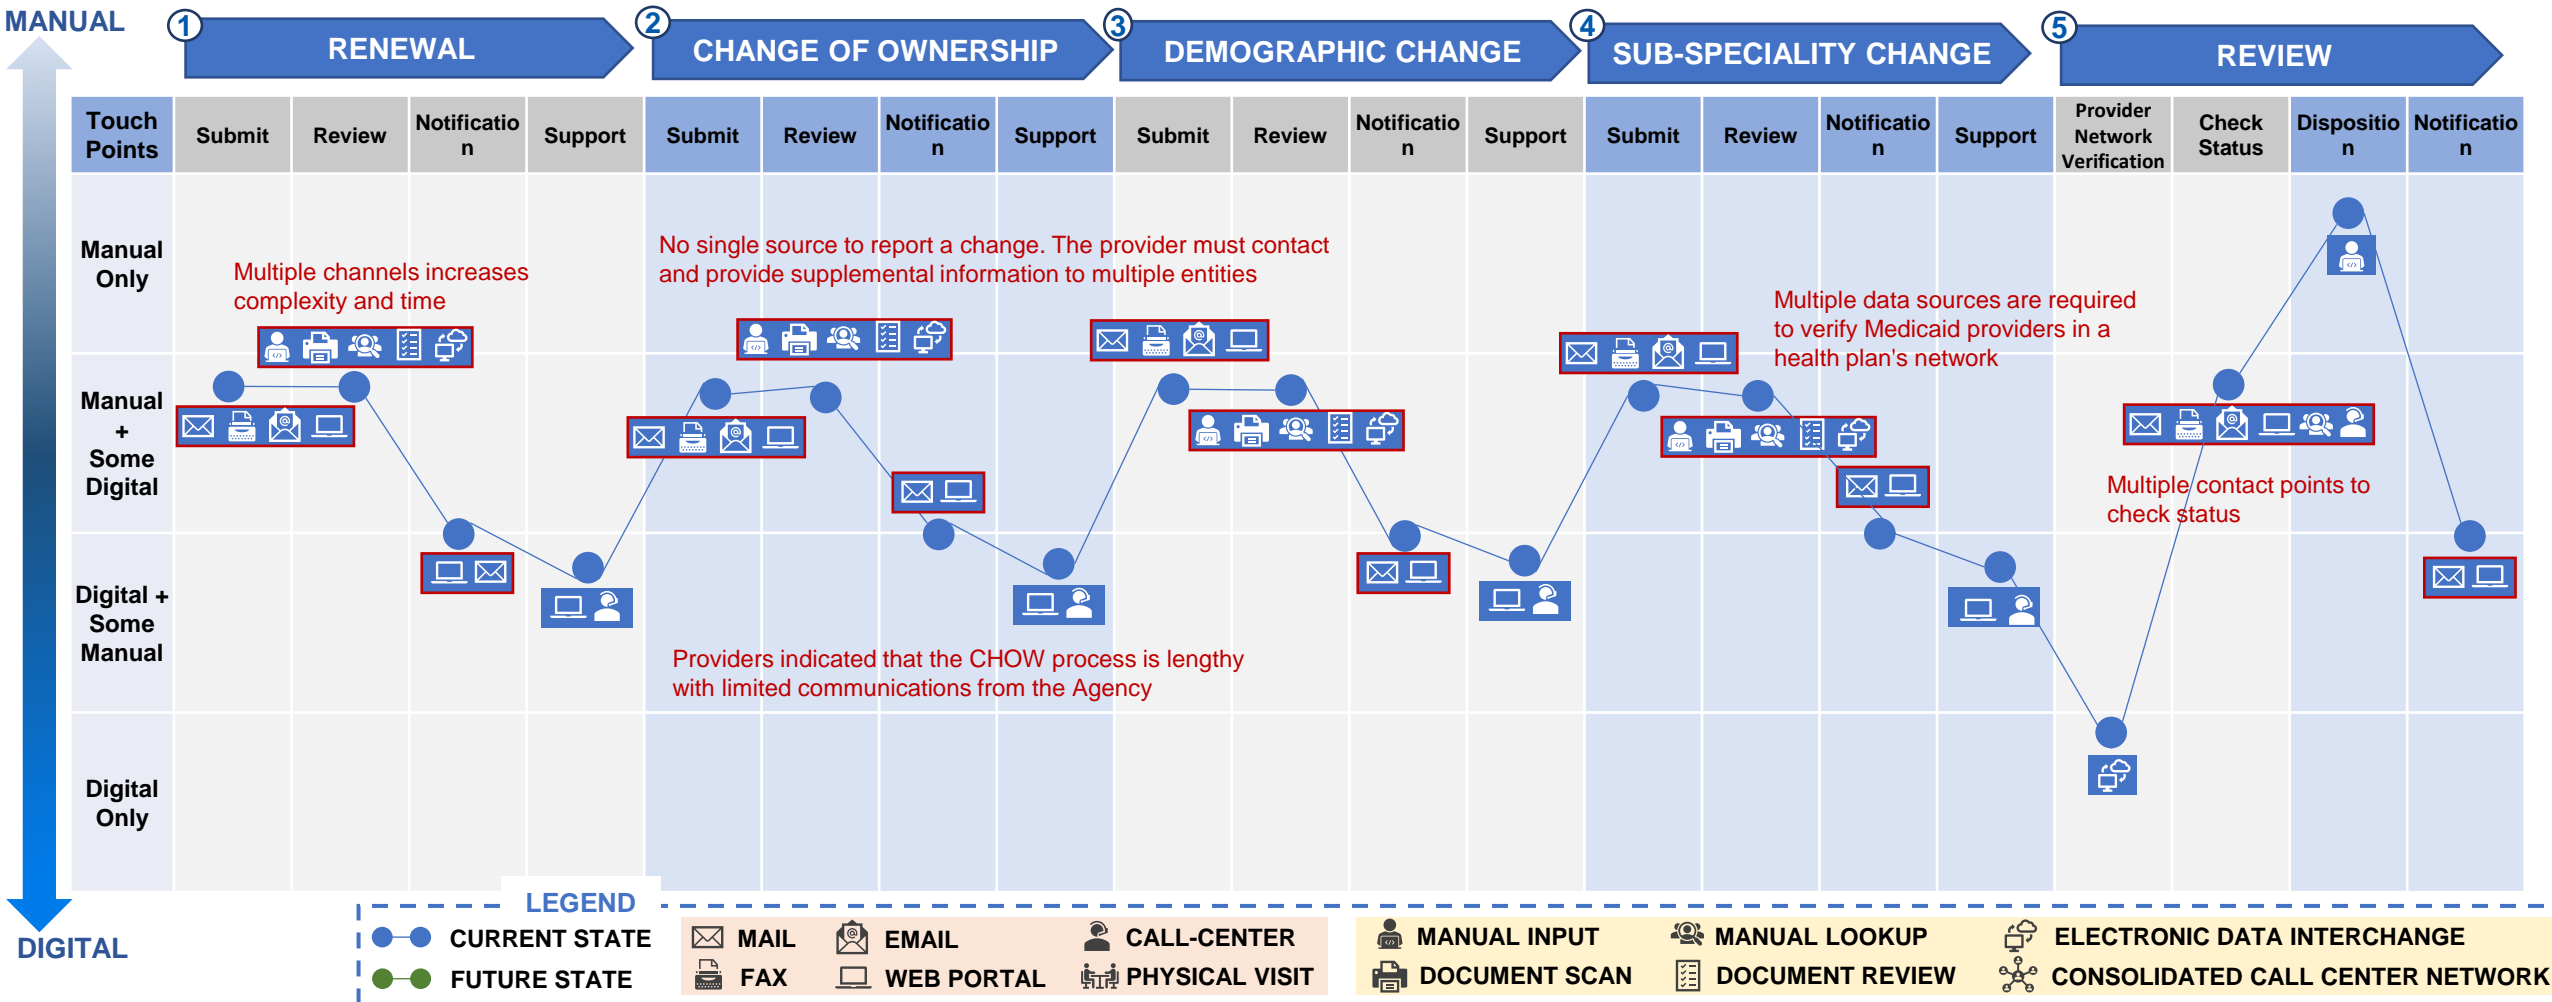 MANUAL
1
RENEWAL
2
CHANGE OF OWNERSHIP
3
DEMOGRAPHIC CHANGE
4
SUB-SPECIALITY CHANGE
5
REVIEW
Touch
Points
Submit
Review
Notificatio
n
Support
Submit
Review
Notificatio
n
Support
Submit
Review
Notificatio
n
Support
Submit
Review
Notificatio
n
Support
Provider
Network
Verification
Check
Status
Dispositio
n
Notificatio
n
Manual
Only
Multiple channels increases
complexity and time
No single source to report a change. The provider must contact
and provide supplemental information to multiple entities
Multiple data sources are required
to verify Medicaid providers in a
health plan's network
Manual
+
Some
Digital
Multiple contact points to
check status
Digital +
Some
Manual
Providers indicated that the CHOW process is lengthy
with limited communications from the Agency
Digital
Only
DIGITAL
LEGEND
CURRENT STATE
FUTURE STATE
MAIL
FAX
EMAIL
WEB PORTAL
CALL-CENTER
PHYSICAL VISIT
MANUAL INPUT
DOCUMENT SCAN
MANUAL LOOKUP
DOCUMENT REVIEW
ELECTRONIC DATA INTERCHANGE
CONSOLIDATED CALL CENTER NETWORK